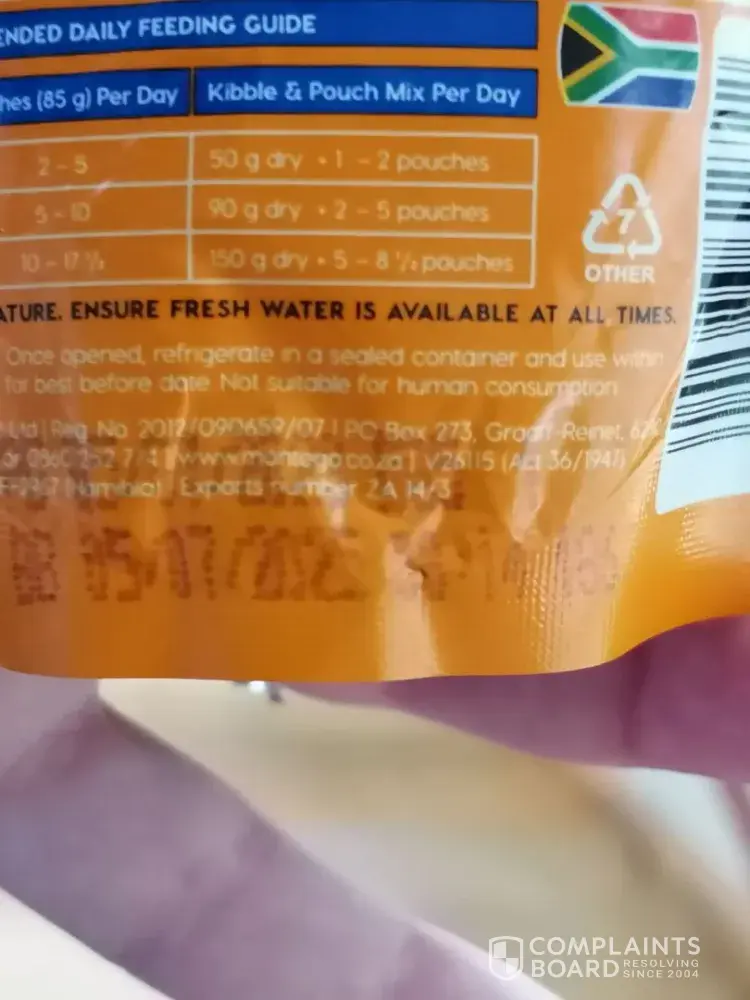 ENDED DAILY FEEDING GUIDE
hes (85 g) Per Day Kibble & Pouch Mix Per Day
2 - 5 50 g dry + 1 - 2 pouches
5 - 10 90 g dry + 2 - 5 pouches
10 - 17 ½ 150 g dry + 5 - 8 ½ pouches
7
OTHER
ATURE. ENSURE FRESH WATER IS AVAILABLE AT ALL TIMES.
Once opened, refrigerate in a sealed container and use within
for best before date. Not suitable for human consumption
Ltd | Reg. No. 2012/090659/07 | PO Box 273, Graaff-Reinet,
www.montego.co.za | V26115 (Act 36/1947)
(Namibia) Exports number ZA 14/3
05/07/2025
COMPLAINTS
BOARD RESOLVING
SINCE 2004